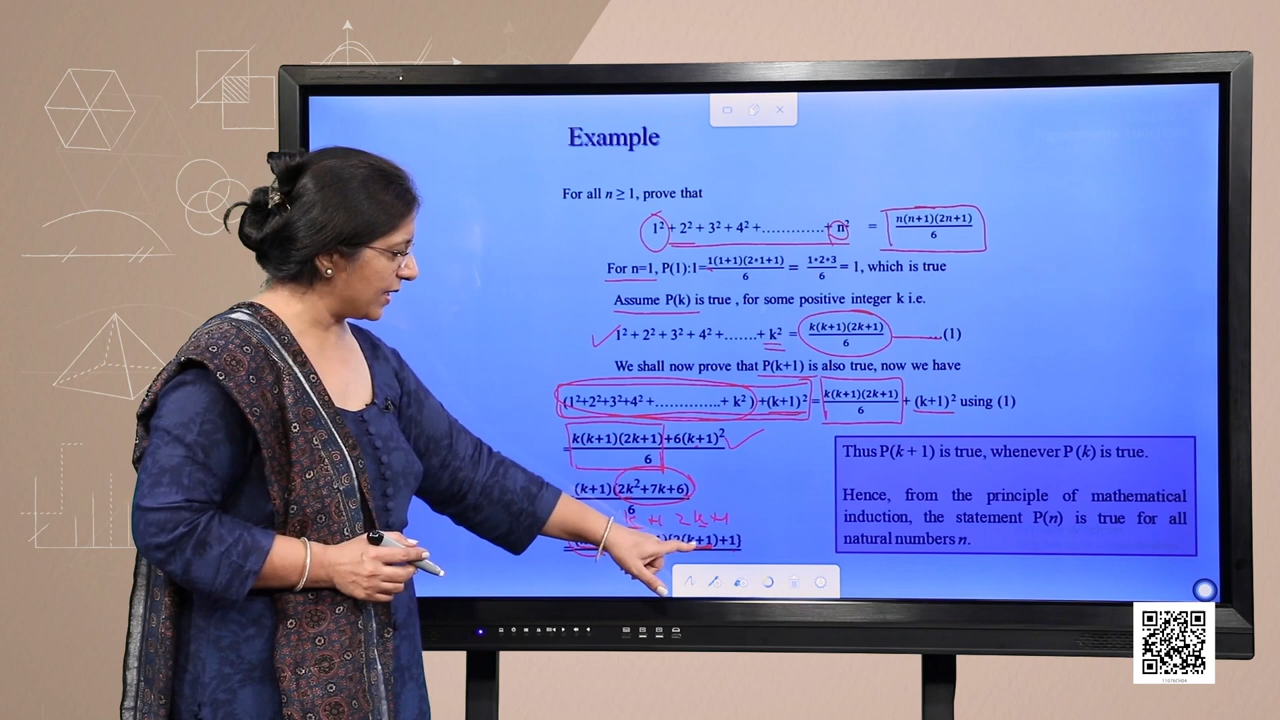 Example
For all n ≥ 1, prove that
1² + 2² + 3² + 4² +.............+ n² = n(n+1)(2n+1)/6
For n=1, P(1):1= 1(1+1)(2*1+1)/6 = 1*2*3/6 = 1, which is true
Assume P(k) is true , for some positive integer k i.e.
1² + 2² + 3² + 4² +.......+ k² = k(k+1)(2k+1)/6 ..........(1)
We shall now prove that P(k+1) is also true, now we have
(1²+2²+3²+4² +..............+ k² ) +(k+1)² = k(k+1)(2k+1)/6 + (k+1)² using (1)
= k(k+1)(2k+1)+6(k+1)²/6
(k+1)(2k²+7k+6)/6
{2(k+1)+1}
Thus P(k + 1) is true, whenever P (k) is true.
Hence, from the principle of mathematical
induction, the statement P(n) is true for all
natural numbers n.